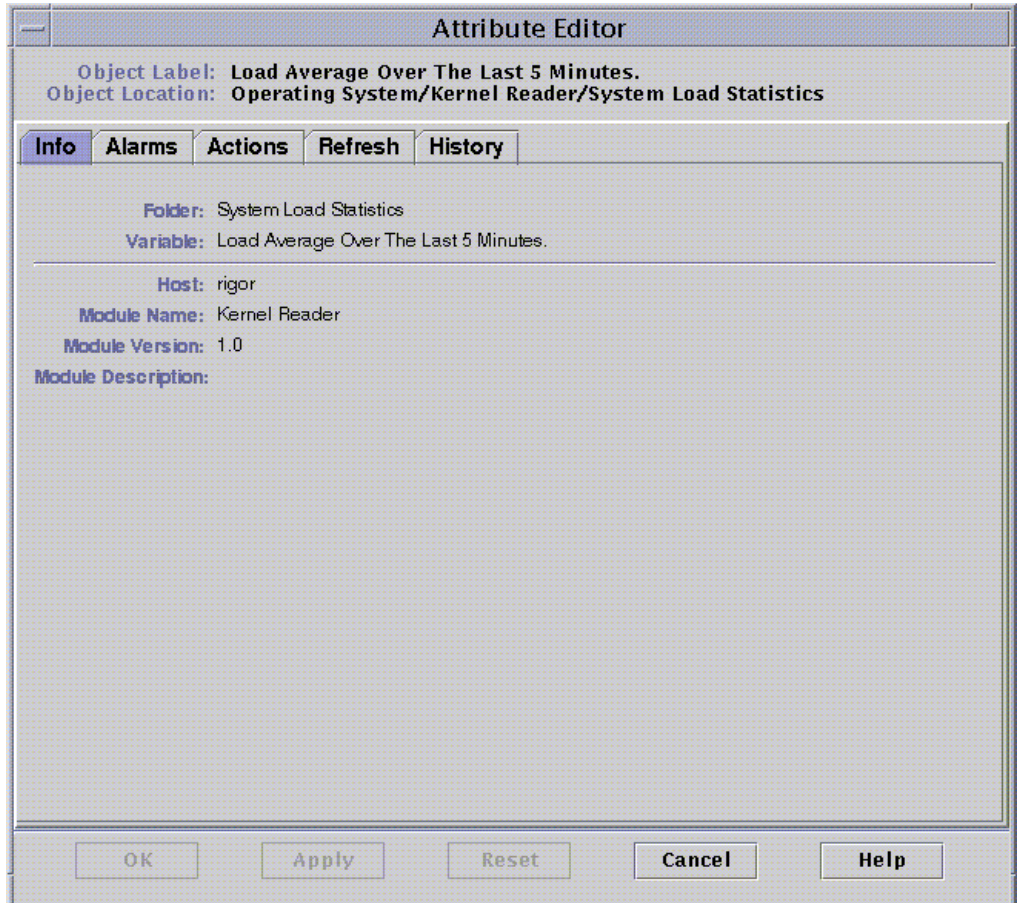 Attribute Editor
Object Label: Load Average Over The Last 5 Minutes.
Object Location: Operating System/Kernel Reader/System Load Statistics
Info Alarms Actions Refresh History
Folder: System Load Statistics
Variable: Load Average Over The Last 5 Minutes.
Host: rigor
Module Name: Kernel Reader
Module Version: 1.0
Module Description:
OK Apply Reset Cancel Help